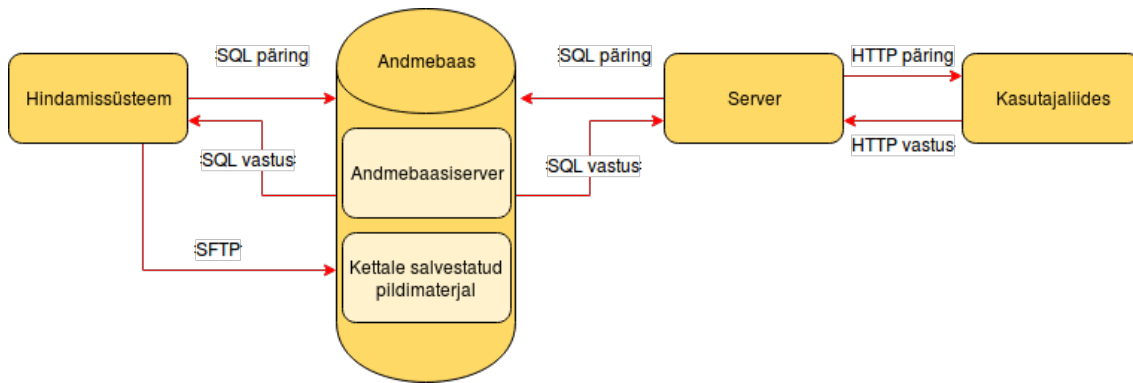 SQL päring
Andmebaas
SQL päring
HTTP päring
Hindamissüsteem
Server
Kasutajaliides
SQL vastus
Andmebaasiserver
SQL vastus
HTTP vastus
SFTP
Kettale salvestatud
pildimaterjal